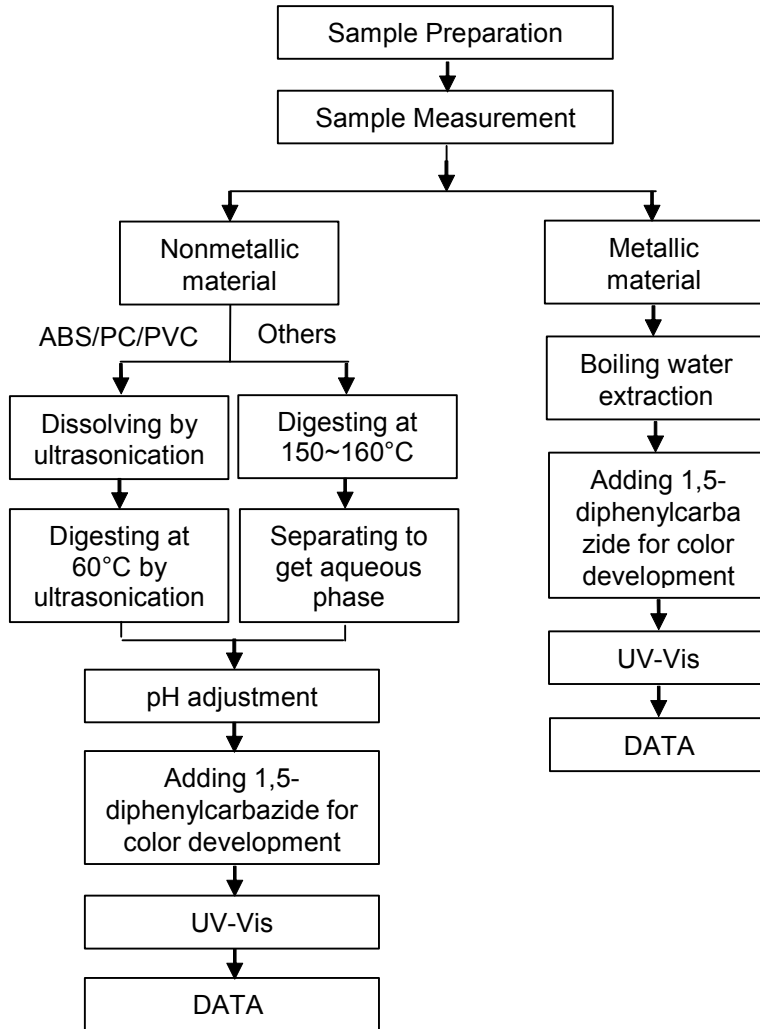 Sample Preparation
Sample Measurement
Nonmetallic
material
Metallic
material
ABS/PC/PVC
Others
Dissolving by
ultrasonication
Digesting at
150~160°C
Boiling water
extraction
Digesting at
60°C by
ultrasonication
Separating to
get aqueous
phase
Adding 1,5-
diphenylcarba
zide for color
development
pH adjustment
UV-Vis
DATA
Adding 1,5-
diphenylcarbazide for
color development
UV-Vis
DATA